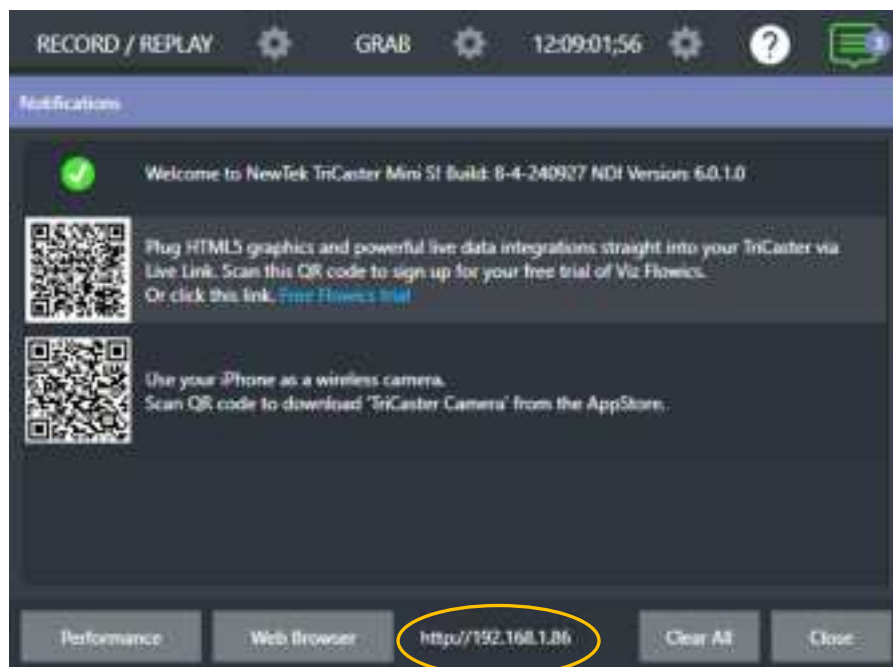 RECORD / REPLAY GRAB 12:09:01;56 ?
Notifications
Welcome to NewTek TriCaster Mini S! Build: 8-4-240927 NDI Version: 6.0.1.0
Plug HTML5 graphics and powerful live data integrations straight into your TriCaster via
Live Link. Scan this QR code to sign up for your free trial of Viz Flowics.
Or click this link. Free Flowics trial
Use your iPhone as a wireless camera.
Scan QR code to download 'TriCaster Camera' from the AppStore.
Performance Web Browser http://192.168.1.86 Clear All Close